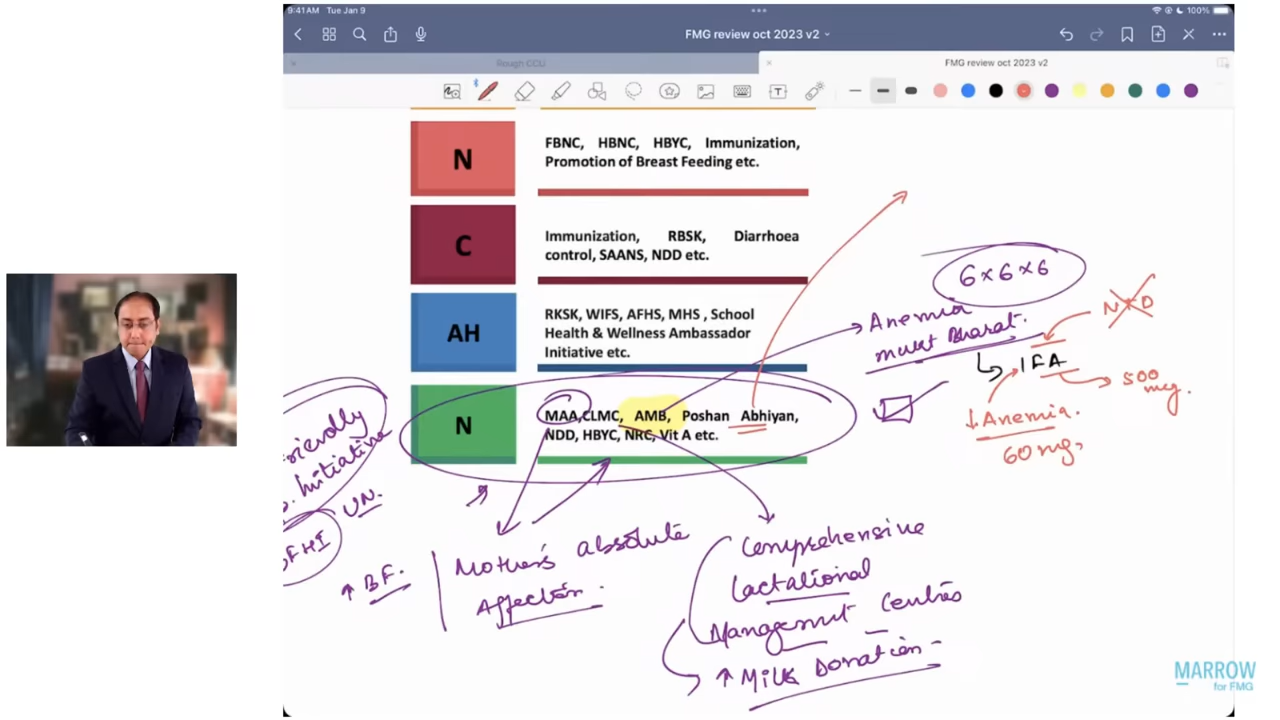 9:41AM Tue Jan 9
100%
FMG review oct 2023 v2
Rough CCU
FMG review oct 2023 v2
T
N
FBNC, HBNC, HBYC, Immunization,
Promotion of Breast Feeding etc.
C
Immunization, RBSK, Diarrhoea
control, SAANS, NDD etc.
AH
RKSK, WIFS, AFHS, MHS , School
Health & Wellness Ambassador
Initiative etc.
N
MAA,CLMC, AMB, Poshan Abhiyan,
NDD, HBYC, NRC, Vit A etc.
6×6×6
Anemia
mukt Bharat.
IFA
500
mg.
↓Anemia.
60 mg,
riendly
Initiative
UN.
FHI
↑ BF.
Mother's absolute
Affection.
Comprehensive
Lactational
Management Centres
↑ Milk Donation
MARROW
for FMG